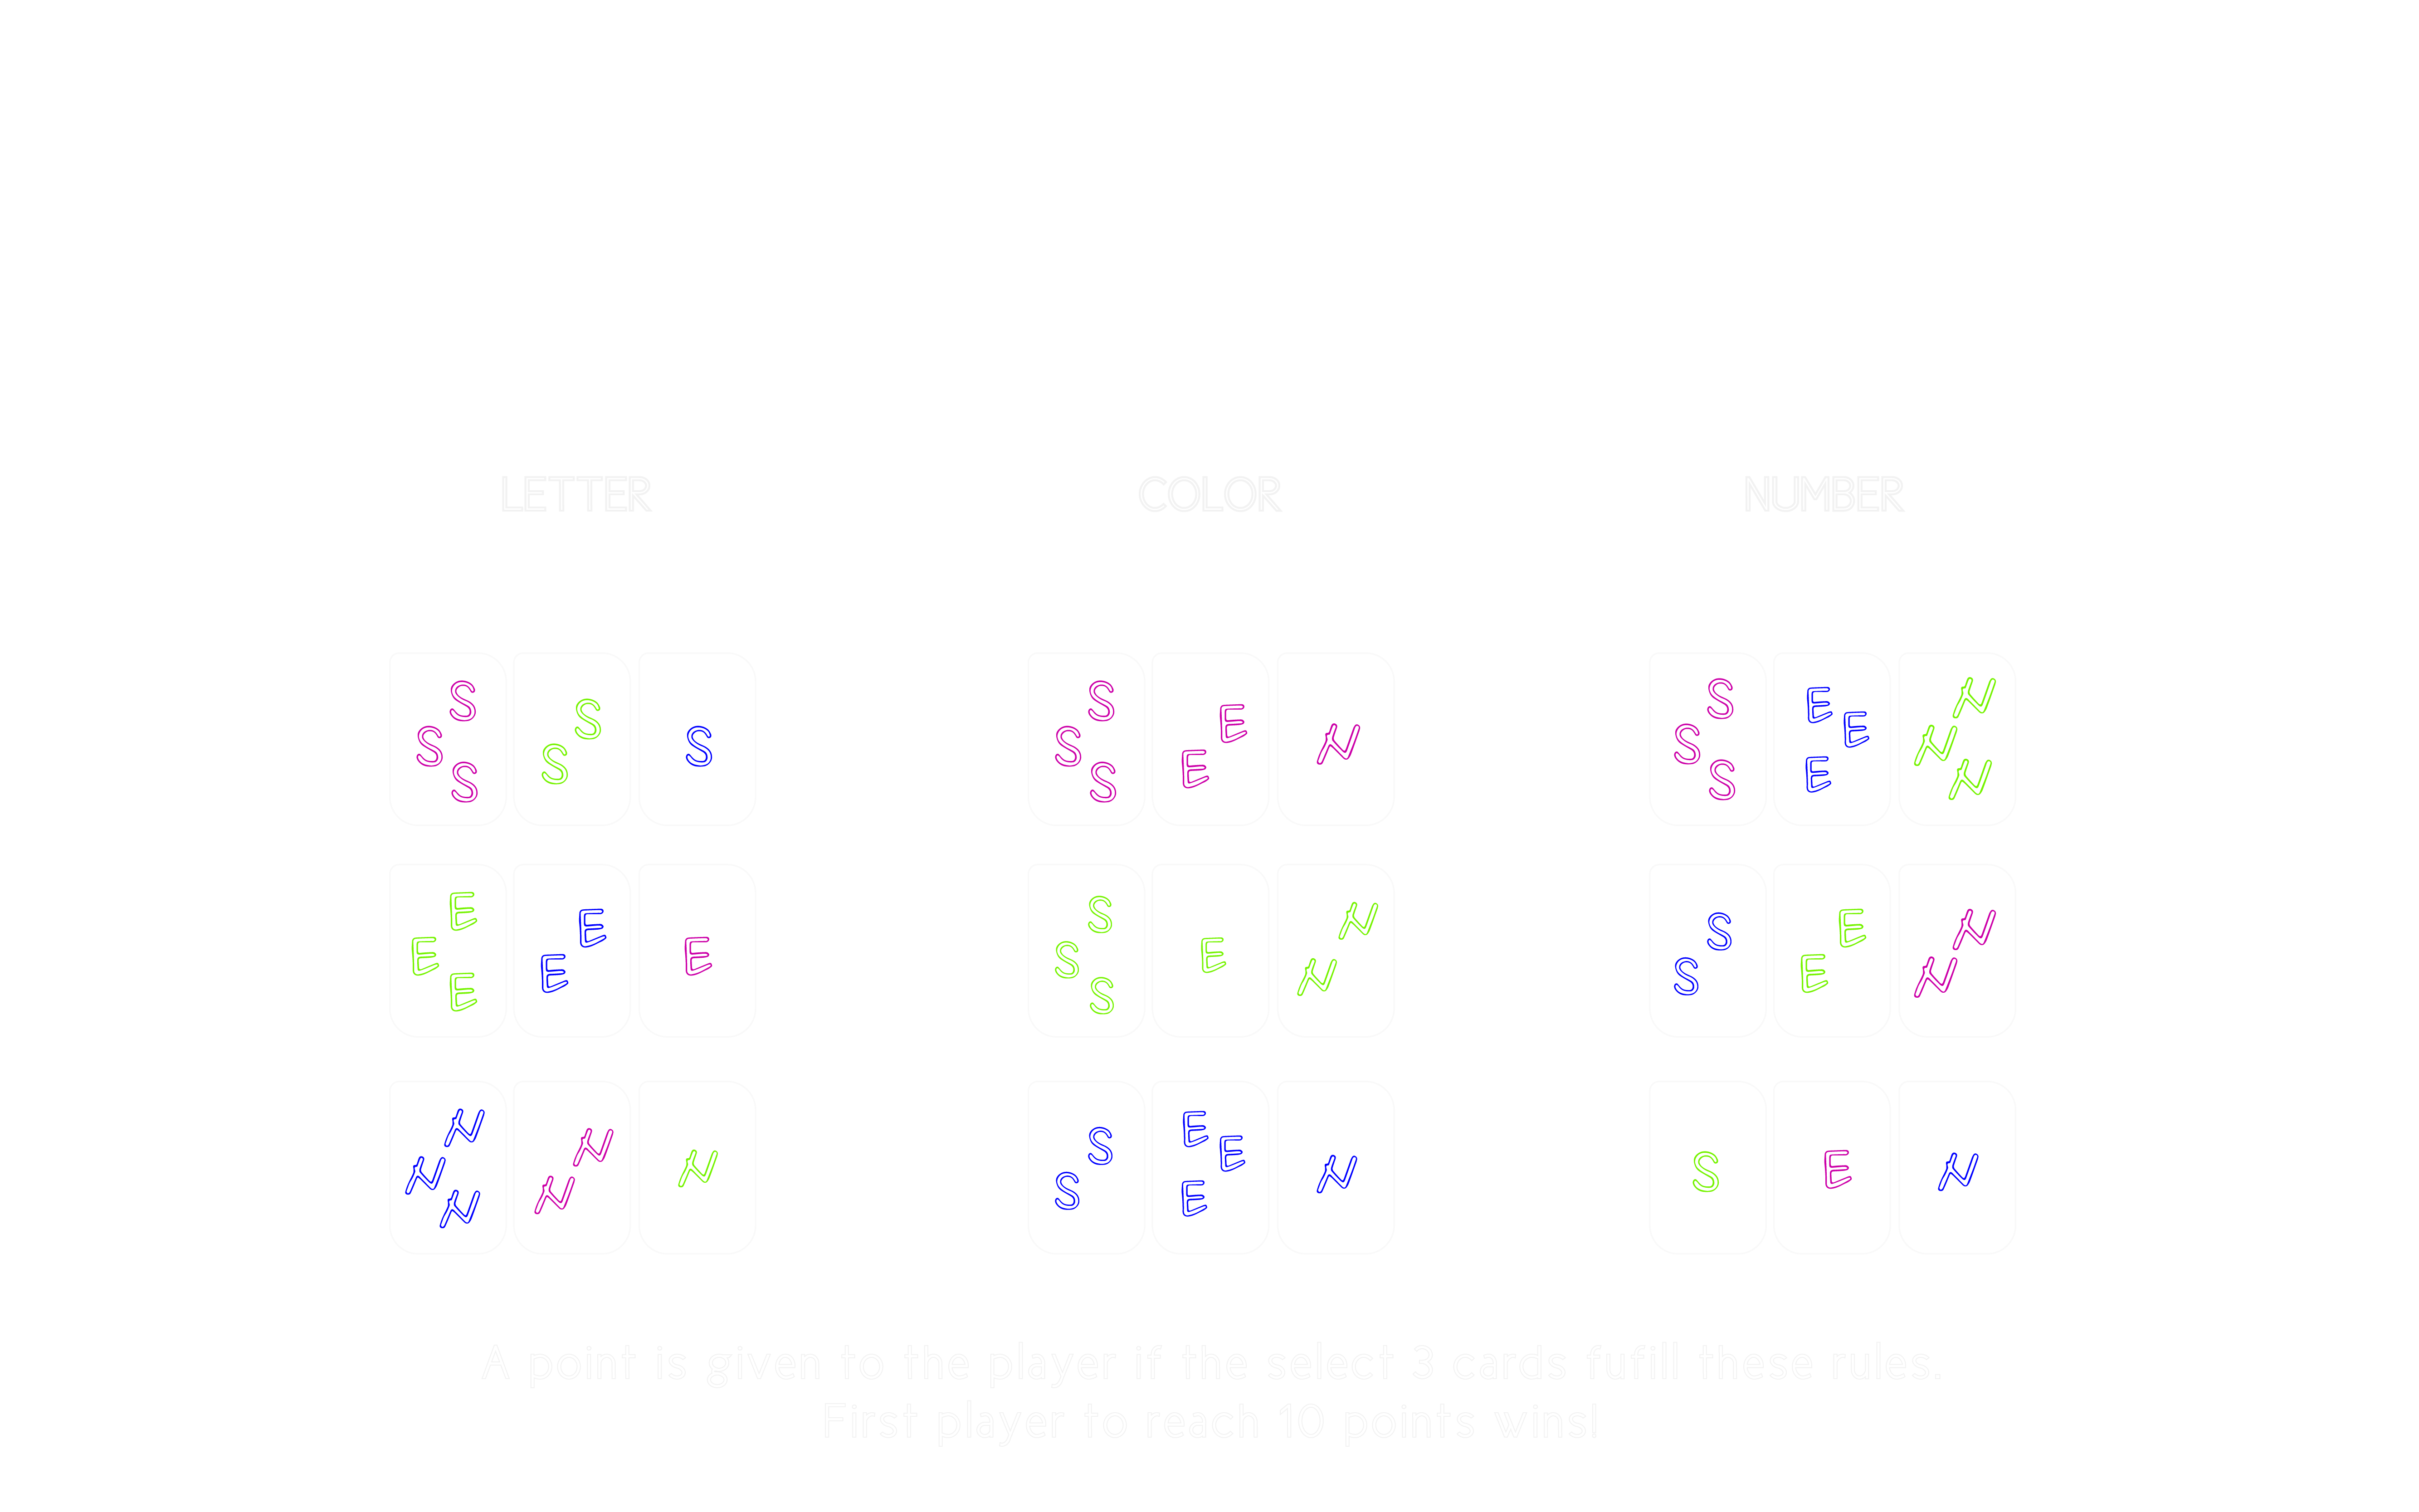 LETTER COLOR NUMBER
S S S S S S S S S E E N S S S E E E N N N
E E E E E E S S S E N N S S E E N N
N N N N N N S S E E E N S E N
A point is given to the player if the select 3 cards fufill these rules.
First player to reach 10 points wins!